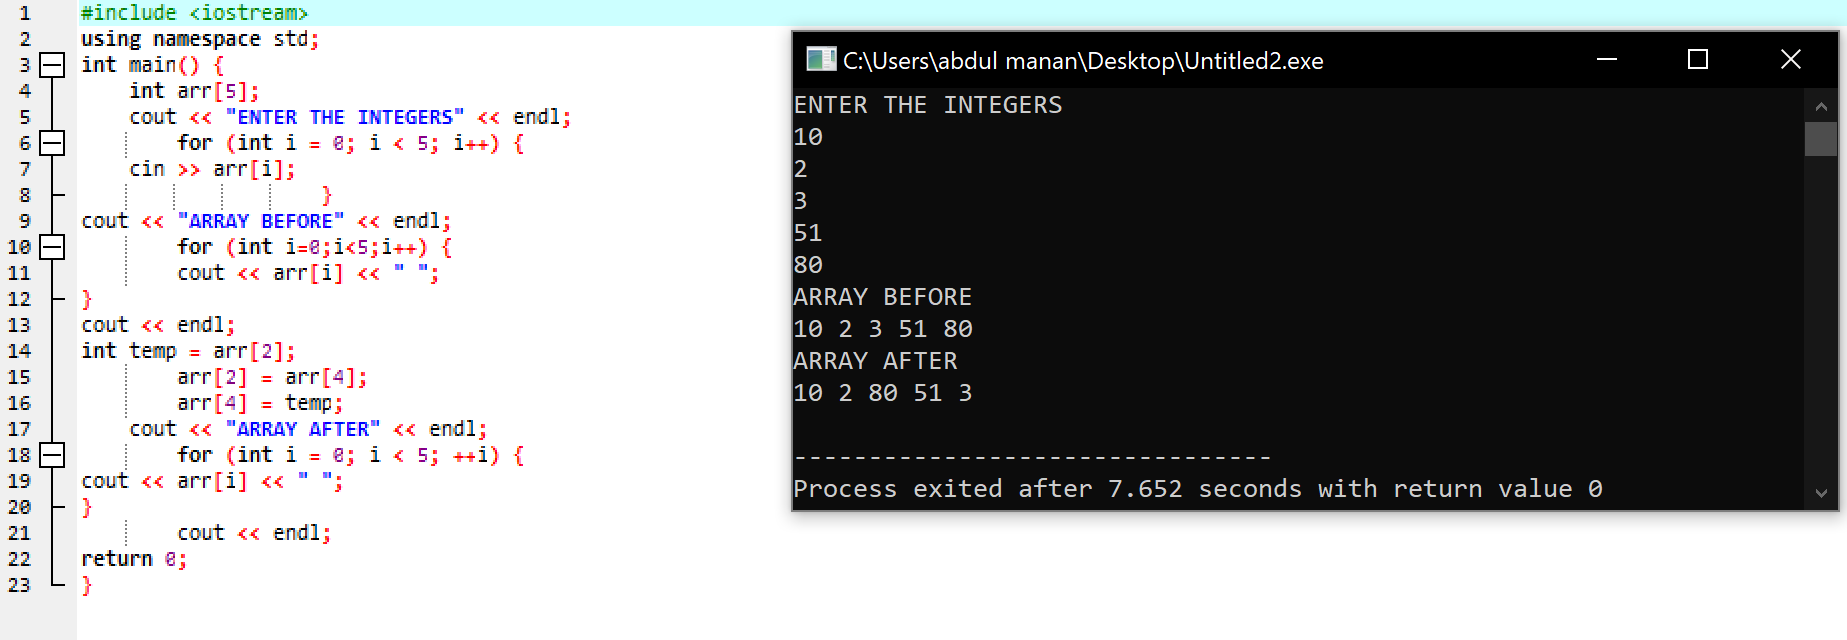 1 #include <iostream>
2 using namespace std;
3 int main() {
4 int arr[5];
5 cout << "ENTER THE INTEGERS" << endl;
6 for (int i = 0; i < 5; i++) {
7 cin >> arr[i];
8 }
9 cout << "ARRAY BEFORE" << endl;
10 for (int i=0;i<5;i++) {
11 cout << arr[i] << " ";
12 }
13 cout << endl;
14 int temp = arr[2];
15 arr[2] = arr[4];
16 arr[4] = temp;
17 cout << "ARRAY AFTER" << endl;
18 for (int i = 0; i < 5; ++i) {
19 cout << arr[i] << " ";
20 }
21 cout << endl;
22 return 0;
23 }
C:\Users\abdul manan\Desktop\Untitled2.exe
ENTER THE INTEGERS
10
2
3
51
80
ARRAY BEFORE
10 2 3 51 80
ARRAY AFTER
10 2 80 51 3
--------------------------------
Process exited after 7.652 seconds with return value 0